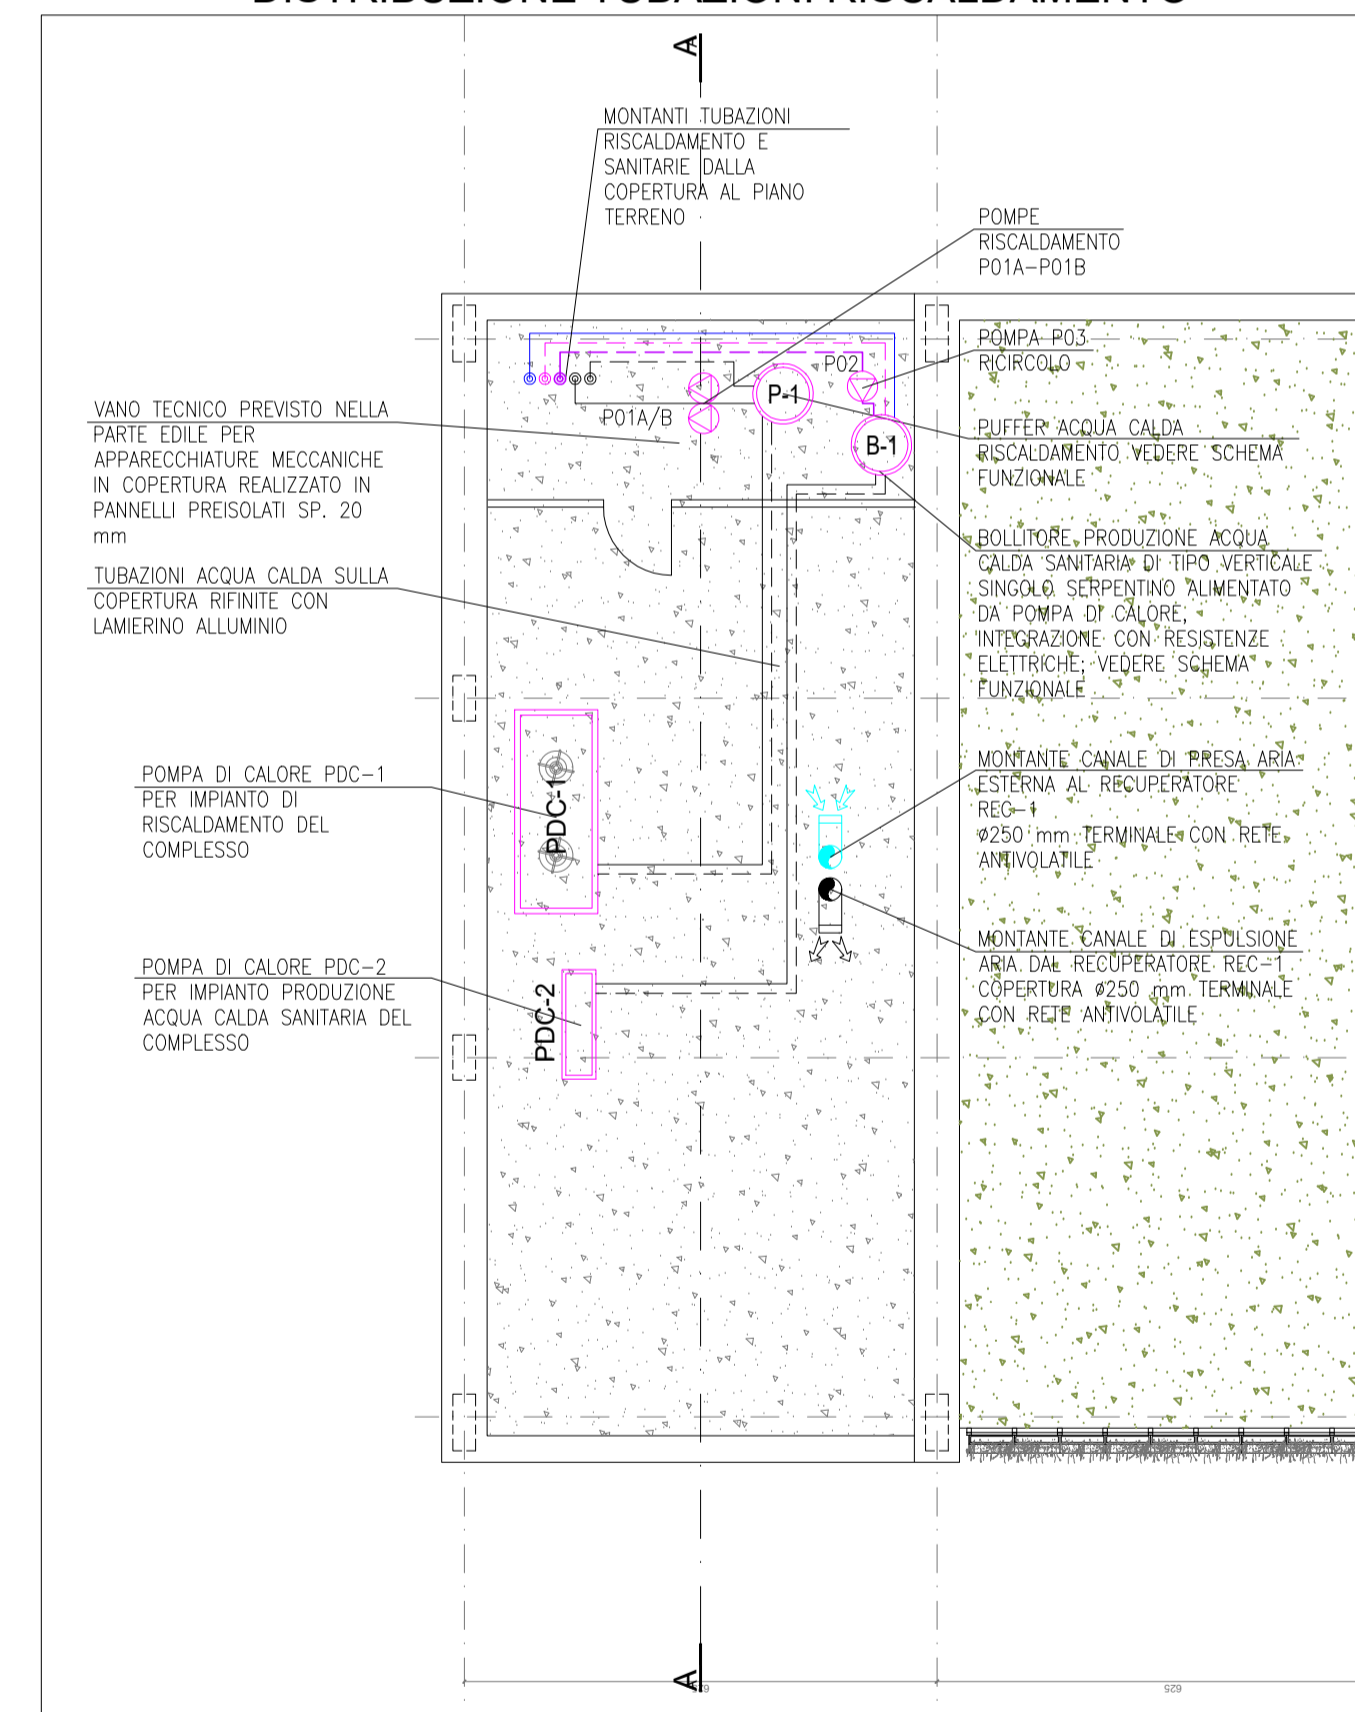 DISTRIBUZIONE TUBAZIONI RISCALDAMENTO
A
MONTANTI TUBAZIONI
RISCALDAMENTO E
SANITARIE DALLA
COPERTURA AL PIANO
TERRENO
POMPE
RISCALDAMENTO
P01A-P01B
POMPA P03
RICIRCOLO
P02
P-1
P01A/B
B-1
VANO TECNICO PREVISTO NELLA
PARTE EDILE PER
APPARECCHIATURE MECCANICHE
IN COPERTURA REALIZZATO IN
PANNELLI PREISOLATI SP. 20
mm
PUFFER ACQUA CALDA
RISCALDAMENTO VEDERE SCHEMA
FUNZIONALE
TUBAZIONI ACQUA CALDA SULLA
COPERTURA RIFINITE CON
LAMIERINO ALLUMINIO
BOLLITORE PRODUZIONE ACQUA
CALDA SANITARIA DI TIPO VERTICALE
SINGOLO SERPENTINO ALIMENTATO
DA POMPA DI CALORE,
INTEGRAZIONE CON RESISTENZE
ELETTRICHE; VEDERE SCHEMA
FUNZIONALE
POMPA DI CALORE PDC-1
PER IMPIANTO DI
RISCALDAMENTO DEL
COMPLESSO
PDC-1
MONTANTE CANALE DI PRESA ARIA
ESTERNA AL RECUPERATORE
REC-1
ø250 mm TERMINALE CON RETE
ANTIVOLATILE
POMPA DI CALORE PDC-2
PER IMPIANTO PRODUZIONE
ACQUA CALDA SANITARIA DEL
COMPLESSO
PDC-2
MONTANTE CANALE DI ESPULSIONE
ARIA DAL RECUPERATORE REC-1
COPERTURA ø250 mm TERMINALE
CON RETE ANTIVOLATILE
A
625